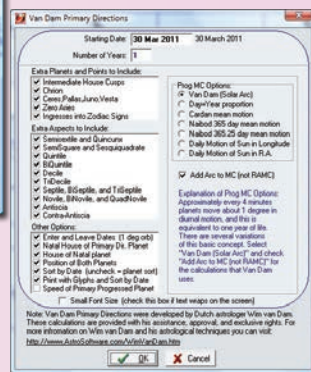 Van Dam Primary Directions
Starting Date: 30 Mar 2011 30 March 2011
Number of Years: 1
Extra Planets and Points to Include:
Intermediate House Cusps
Chiron
Ceres,Pallas,Juno,Vesta
Zero Aries
Ingresses into Zodiac Signs
Extra Aspects to Include:
Semisextile and Quincunx
SemiSquare and Sesquiquadrate
Quintile
BiQuintile
Decile
TriDecile
Septile, BiSeptile, and TriSeptile
Novile, BiNovile, and QuadNovile
Antiscia
Contra-Antiscia
Other Options:
Enter and Leave Dates (1 deg orb)
Natal House of Primary Dir. Planet
House of Natal planet
Position of Both Planets
Sort by Date (uncheck = planet sort)
Print with Glyphs and Sort by Date
Speed of Primary Progressed Planet
Prog MC Options:
Van Dam (Solar Arc)
Day=Year proportion
Cardan mean motion
Naibod 365 day mean motion
Naibod 365.25 day mean motion
Daily Motion of Sun in Longitude
Daily Motion of Sun in R.A.
Add Arc to MC (not RAMC)
Explanation of Prog MC Options:
Approximately every 4 minutes
planets move about 1 degree in
diurnal motion, and this is
equivalent to one year of life.
There are several variations
of this basic concept. Select
"Van Dam (Solar Arc)" and check
"Add Arc to MC (not RAMC)" for
the calculations that Van Dam
uses.
Small Font Size (check this box if text wraps on the screen)
Note: Van Dam Primary Directions were developed by Dutch astrologer Wim van Dam.
These calculations are provided with his assistance, approval, and exclusive rights. For
more information on Wim van Dam and his astrological techniques you can visit:
http://www.AstroSoftware.com/WimVanDam.htm
OK Cancel